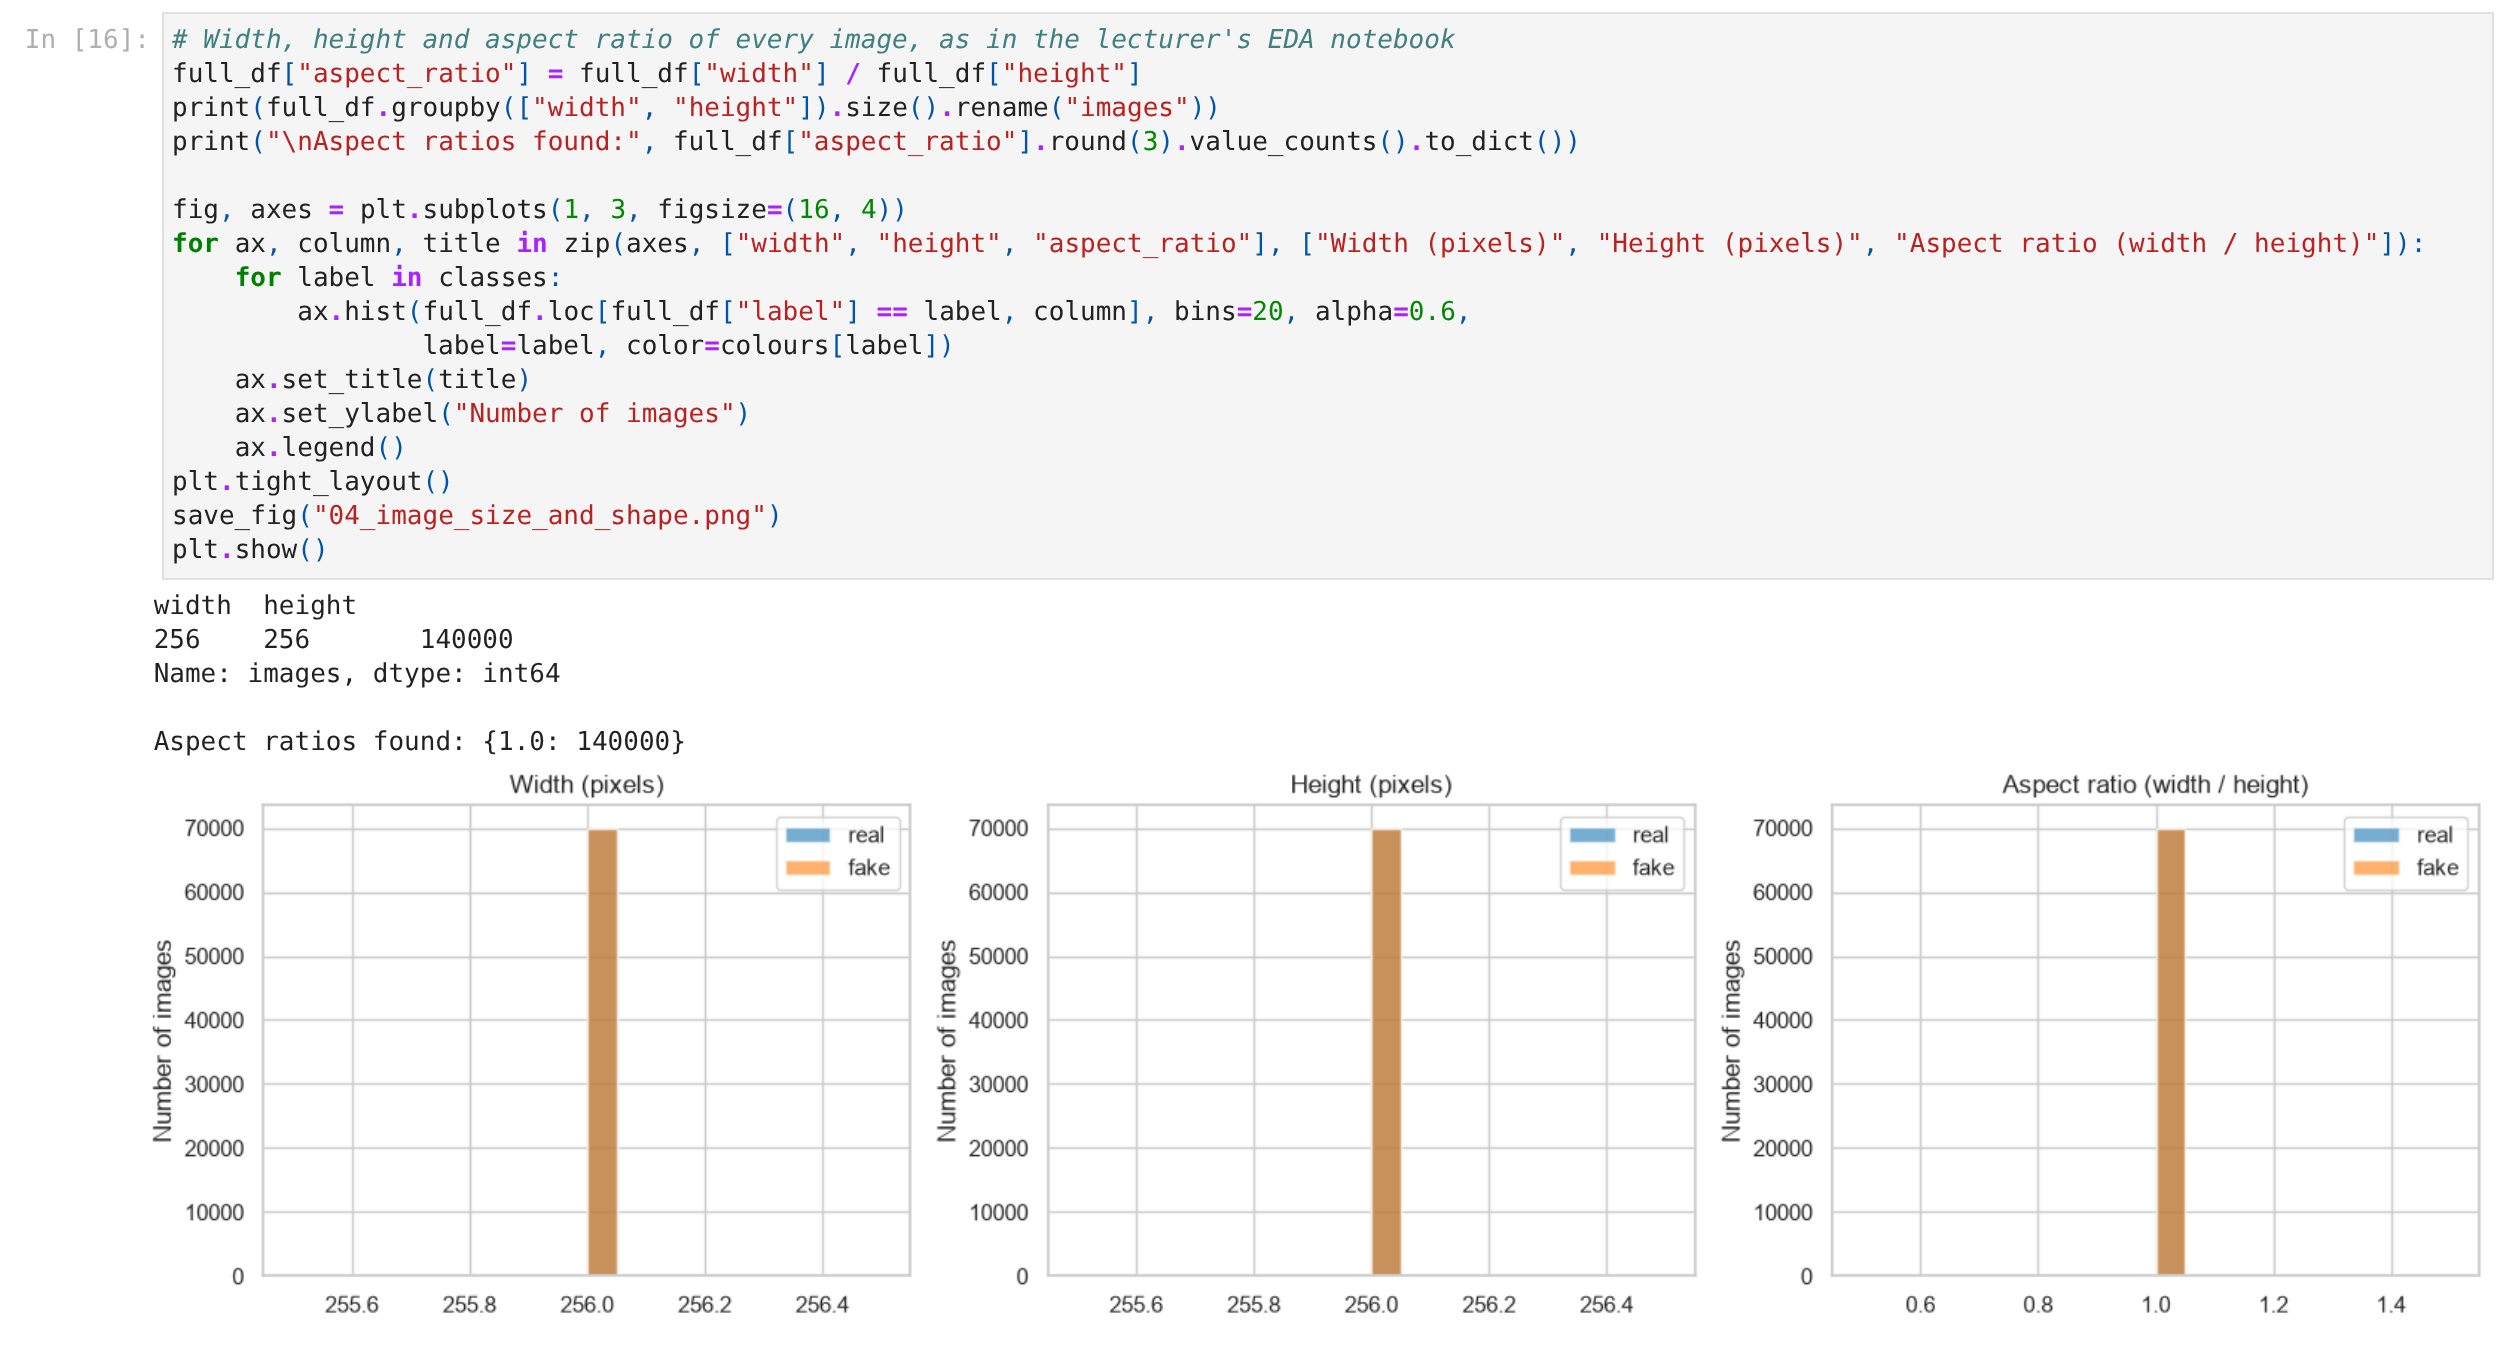 In [16]:
# Width, height and aspect ratio of every image, as in the lecturer's EDA notebook
full_df["aspect_ratio"] = full_df["width"] / full_df["height"]
print(full_df.groupby(["width", "height"]).size().rename("images"))
print("\nAspect ratios found:", full_df["aspect_ratio"].round(3).value_counts().to_dict())

fig, axes = plt.subplots(1, 3, figsize=(16, 4))
for ax, column, title in zip(axes, ["width", "height", "aspect_ratio"], ["Width (pixels)", "Height (pixels)", "Aspect ratio (width / height)"]):
    for label in classes:
        ax.hist(full_df.loc[full_df["label"] == label, column], bins=20, alpha=0.6,
                label=label, color=colours[label])
    ax.set_title(title)
    ax.set_ylabel("Number of images")
    ax.legend()
plt.tight_layout()
save_fig("04_image_size_and_shape.png")
plt.show()
width  height
256    256       140000
Name: images, dtype: int64

Aspect ratios found: {1.0: 140000}
Width (pixels)
real
fake
Number of images
70000
60000
50000
40000
30000
20000
10000
0
255.6 255.8 256.0 256.2 256.4
Height (pixels)
real
fake
Number of images
70000
60000
50000
40000
30000
20000
10000
0
255.6 255.8 256.0 256.2 256.4
Aspect ratio (width / height)
real
fake
Number of images
70000
60000
50000
40000
30000
20000
10000
0
0.6 0.8 1.0 1.2 1.4